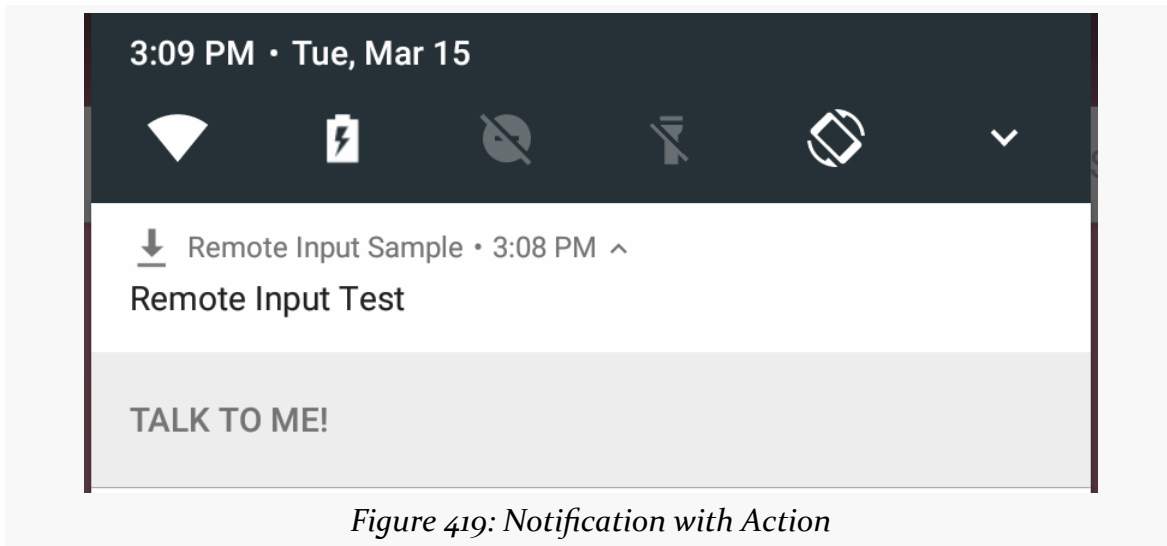 3:09 PM • Tue, Mar 15
Remote Input Sample • 3:08 PM
Remote Input Test
TALK TO ME!
Figure 419: Notification with Action